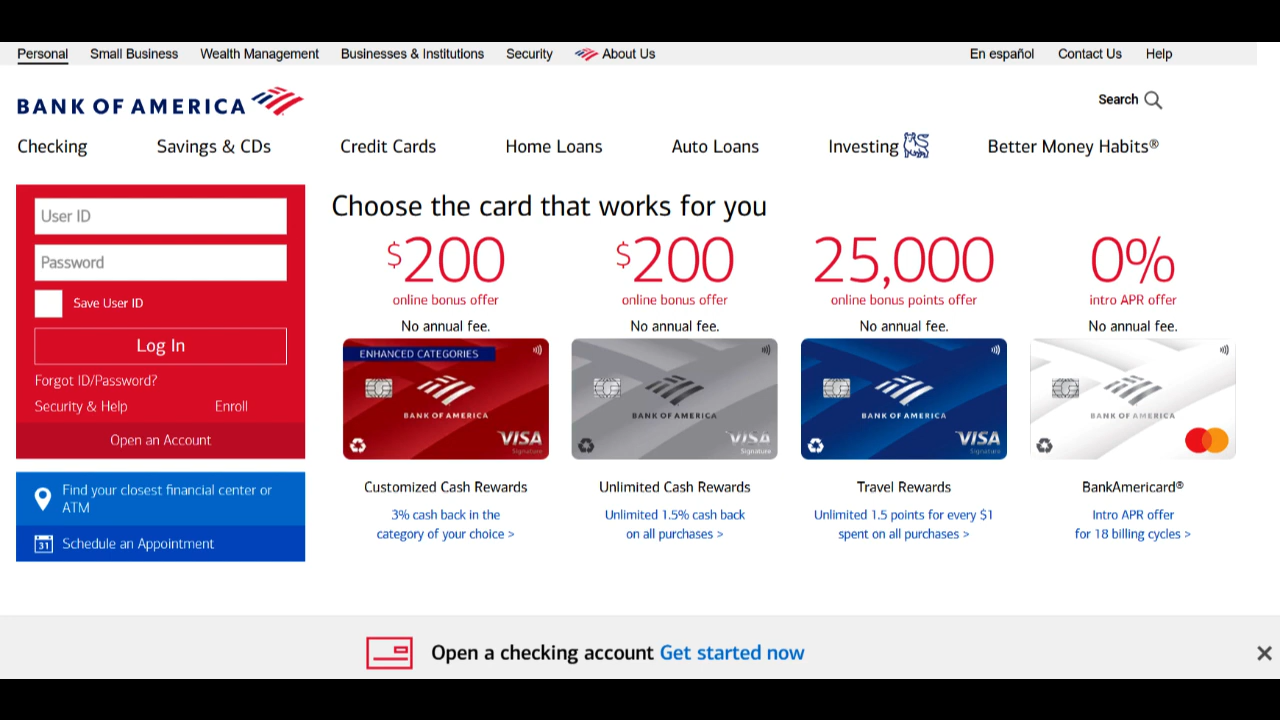 Personal Small Business Wealth Management Businesses & Institutions Security About Us En español Contact Us Help
BANK OF AMERICA
Search
Checking Savings & CDs Credit Cards Home Loans Auto Loans Investing Better Money Habits®
User ID
Password
Save User ID
Log In
Forgot ID/Password?
Security & Help Enroll
Open an Account
Find your closest financial center or
ATM
31 Schedule an Appointment
Choose the card that works for you
$200 $200 25,000 0%
online bonus offer online bonus offer online bonus points offer intro APR offer
No annual fee. No annual fee. No annual fee. No annual fee.
ENHANCED CATEGORIES
BANK OF AMERICA BANK OF AMERICA BANK OF AMERICA BANK OF AMERICA
VISA VISA VISA
Signature Signature Signature
Customized Cash Rewards Unlimited Cash Rewards Travel Rewards BankAmericard®
3% cash back in the Unlimited 1.5% cash back Unlimited 1.5 points for every $1 Intro APR offer
category of your choice > on all purchases > spent on all purchases > for 18 billing cycles >
Open a checking account Get started now